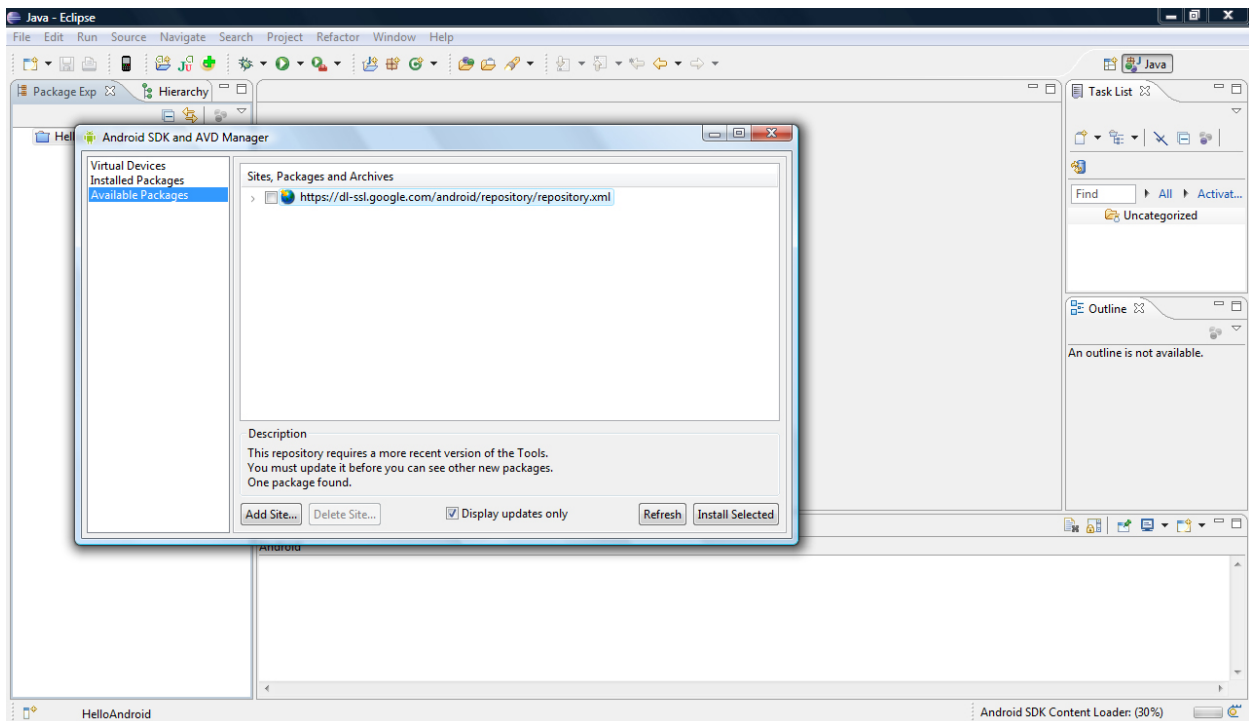 Java - Eclipse
File Edit Run Source Navigate Search Project Refactor Window Help
Java
Package Exp
Hierarchy
Task List
Hell
Android SDK and AVD Manager
Virtual Devices
Installed Packages
Available Packages
Sites, Packages and Archives
https://dl-ssl.google.com/android/repository/repository.xml
Find All Activat...
Uncategorized
Outline
An outline is not available.
Description
This repository requires a more recent version of the Tools.
You must update it before you can see other new packages.
One package found.
Add Site... Delete Site... Display updates only Refresh Install Selected
Android
HelloAndroid
Android SDK Content Loader: (30%)